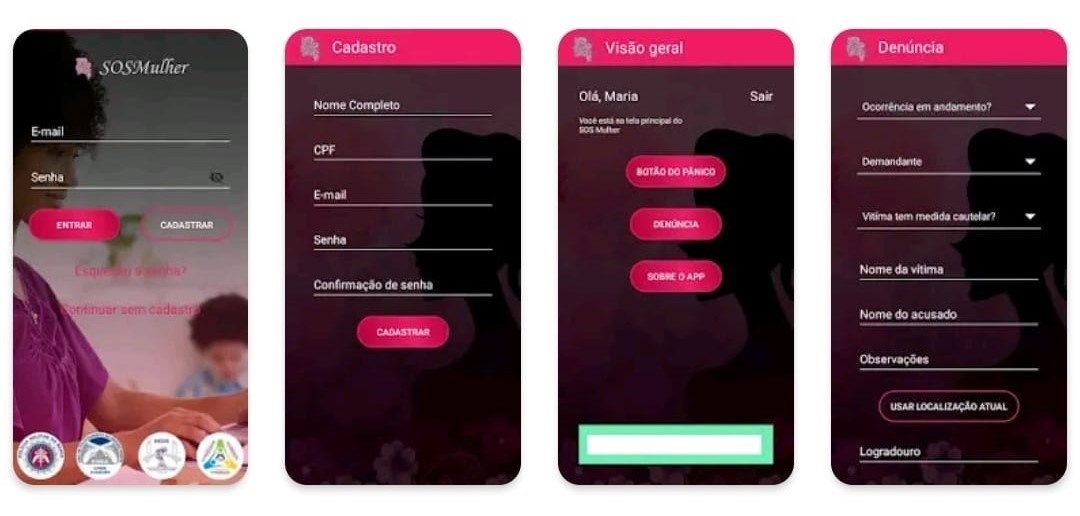 SOSMulher
E-mail
Senha
ENTRAR
CADASTRAR
Esqueceu a senha?
Continuar sem cadastro
Cadastro
Nome Completo
CPF
E-mail
Senha
Confirmação de senha
CADASTRAR
Visão geral
Olá, Maria
Sair
Você está na tela principal do
SOS Mulher
BOTÃO DO PÂNICO
DENÚNCIA
SOBRE O APP
Denúncia
Ocorrência em andamento?
Demandante
Vitíma tem medida cautelar?
Nome da vítima
Nome do acusado
Observações
USAR LOCALIZAÇÃO ATUAL
Logradouro